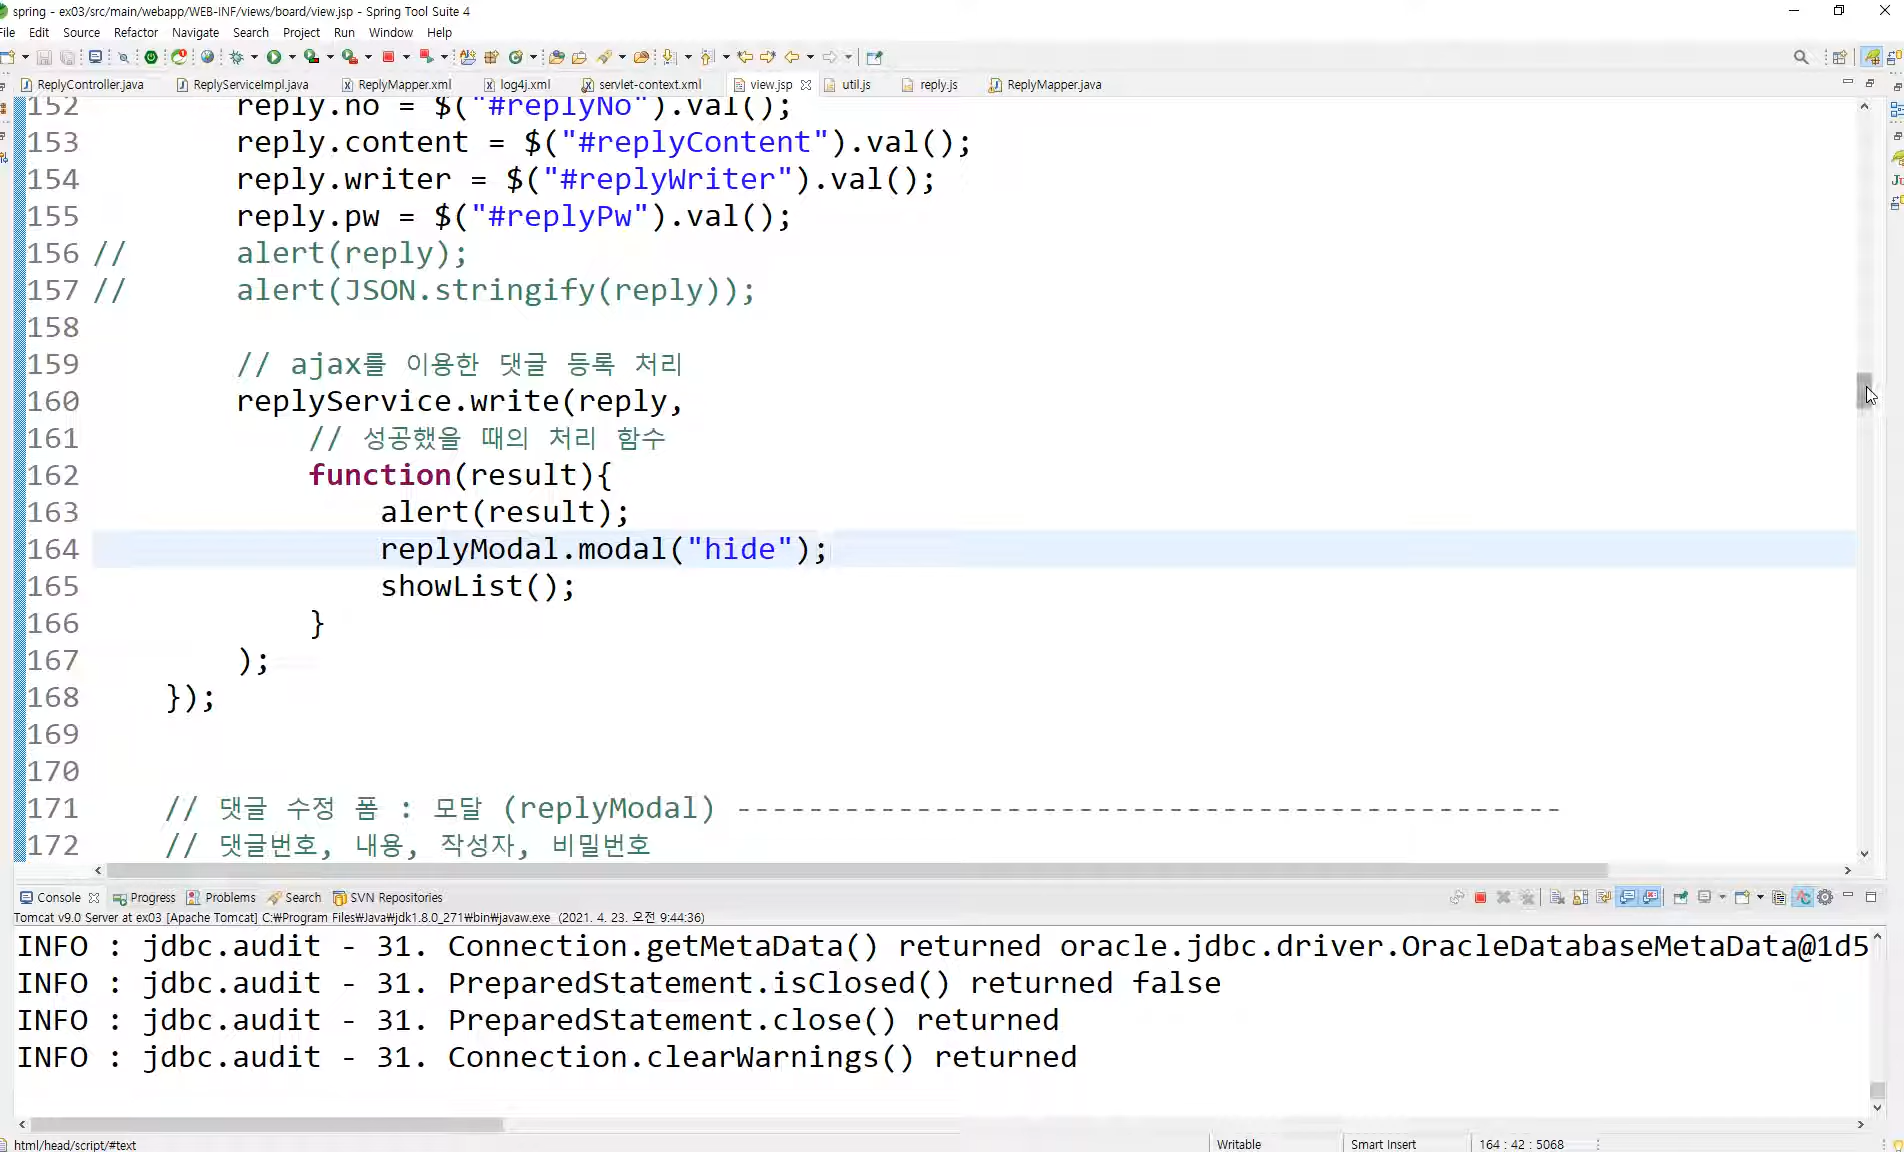 spring - ex03/src/main/webapp/WEB-INF/views/board/view.jsp - Spring Tool Suite 4
File Edit Source Refactor Navigate Search Project Run Window Help
ReplyController.java ReplyServiceImpl.java ReplyMapper.xml log4j.xml servlet-context.xml view.jsp util.js reply.js ReplyMapper.java
152 reply.no = $("#replyNo").val();
153 reply.content = $("#replyContent").val();
154 reply.writer = $("#replyWriter").val();
155 reply.pw = $("#replyPw").val();
156 // alert(reply);
157 // alert(JSON.stringify(reply));
158
159 // ajax를 이용한 댓글 등록 처리
160 replyService.write(reply,
161 // 성공했을 때의 처리 함수
162 function(result){
163 alert(result);
164 replyModal.modal("hide");
165 showList();
166 }
167 );
168 });
169
170
171 // 댓글 수정 폼 : 모달 (replyModal) ----------------------------------------------
172 // 댓글번호, 내용, 작성자, 비밀번호
Console Progress Problems Search SVN Repositories
Tomcat v9.0 Server at ex03 [Apache Tomcat] C:₩Program Files₩Java₩jdk1.8.0_271₩bin₩javaw.exe (2021. 4. 23. 오전 9:44:36)
INFO : jdbc.audit - 31. Connection.getMetaData() returned oracle.jdbc.driver.OracleDatabaseMetaData@1d5
INFO : jdbc.audit - 31. PreparedStatement.isClosed() returned false
INFO : jdbc.audit - 31. PreparedStatement.close() returned
INFO : jdbc.audit - 31. Connection.clearWarnings() returned
html/head/script/#text Writable Smart Insert 164 : 42 : 5068